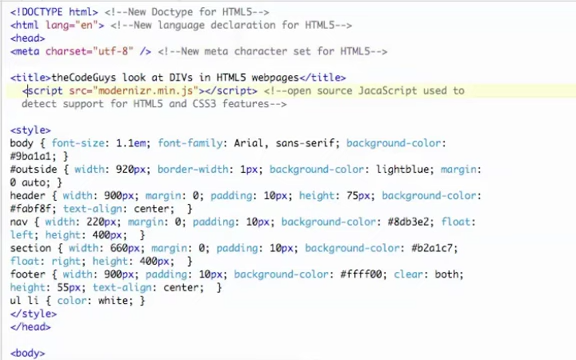 <!DOCTYPE html> <!--New Doctype for HTML5-->
<html lang="en"> <!--New language declaration for HTML5-->
<head>
<meta charset="utf-8" /> <!--New meta character set for HTML5-->
<title>theCodeGuys look at DIVs in HTML5 webpages</title>
<script src="modernizr.min.js"></script> <!--open source JacaScript used to
detect support for HTML5 and CSS3 features-->
<style>
body { font-size: 1.1em; font-family: Arial, sans-serif; background-color:
#9ba1a1; }
#outside { width: 920px; border-width: 1px; background-color: lightblue; margin:
0 auto; }
header { width: 900px; margin: 0; padding: 10px; height: 75px; background-color:
#fabf8f; text-align: center;  }
nav { width: 220px; margin: 0; padding: 10px; background-color: #8db3e2; float:
left; height: 400px;  }
section { width: 660px; margin: 0; padding: 10px; background-color: #b2a1c7;
float: right; height: 400px;  }
footer { width: 900px; padding: 10px; background-color: #ffff00; clear: both;
height: 55px; text-align: center;  }
ul li { color: white; }
</style>
</head>
<body>